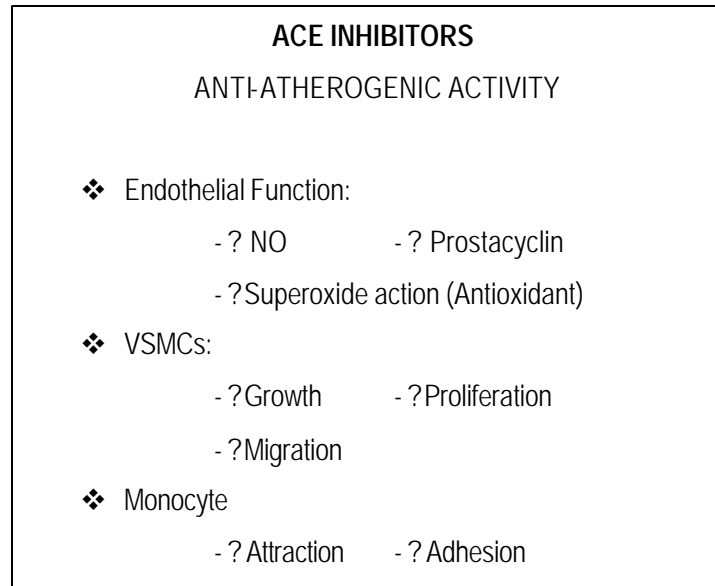 ACE INHIBITORS
ANTI-ATHEROGENIC ACTIVITY
❖ Endothelial Function:
- ? NO - ? Prostacyclin
- ?Superoxide action (Antioxidant)
❖ VSMCs:
- ?Growth - ?Proliferation
- ?Migration
❖ Monocyte
- ?Attraction - ?Adhesion